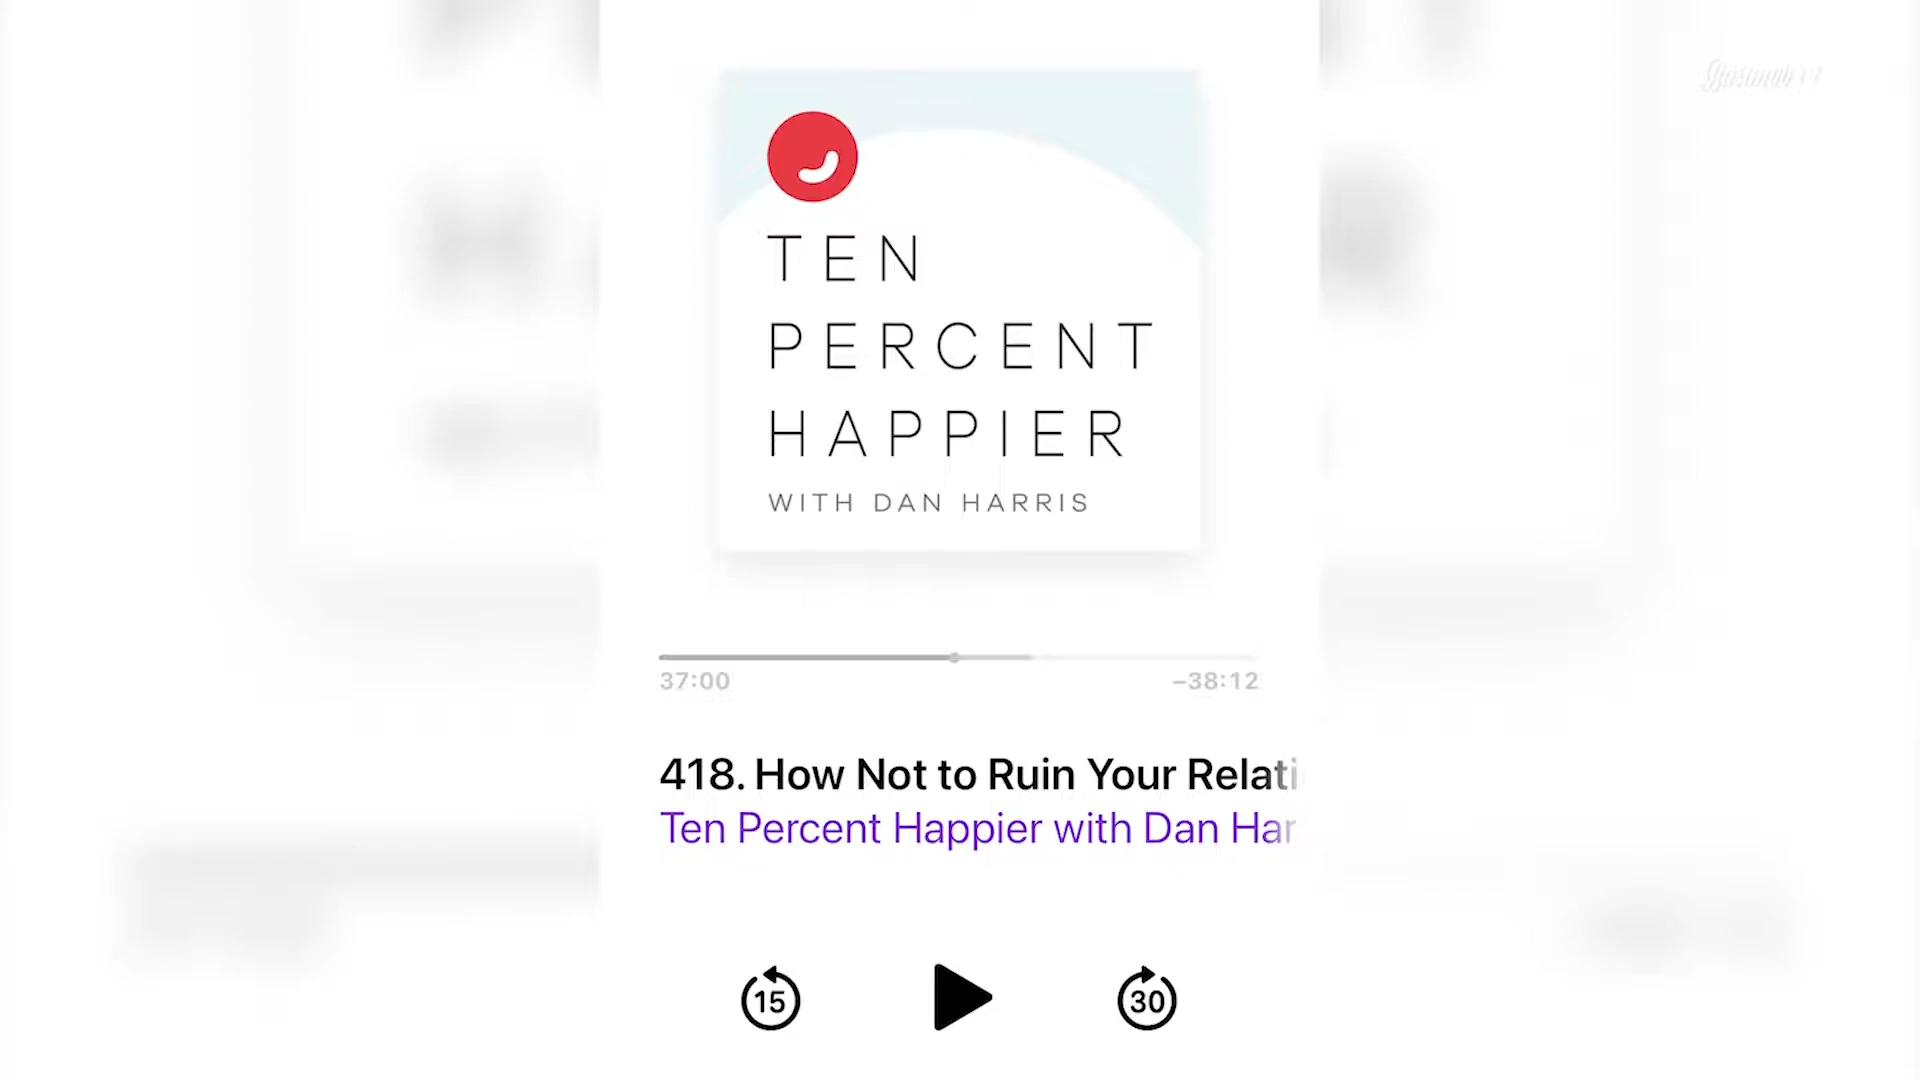 TEN
PERCENT
HAPPIER
WITH DAN HARRIS
37:00
–38:12
418. How Not to Ruin Your Relati
Ten Percent Happier with Dan Har
15
30